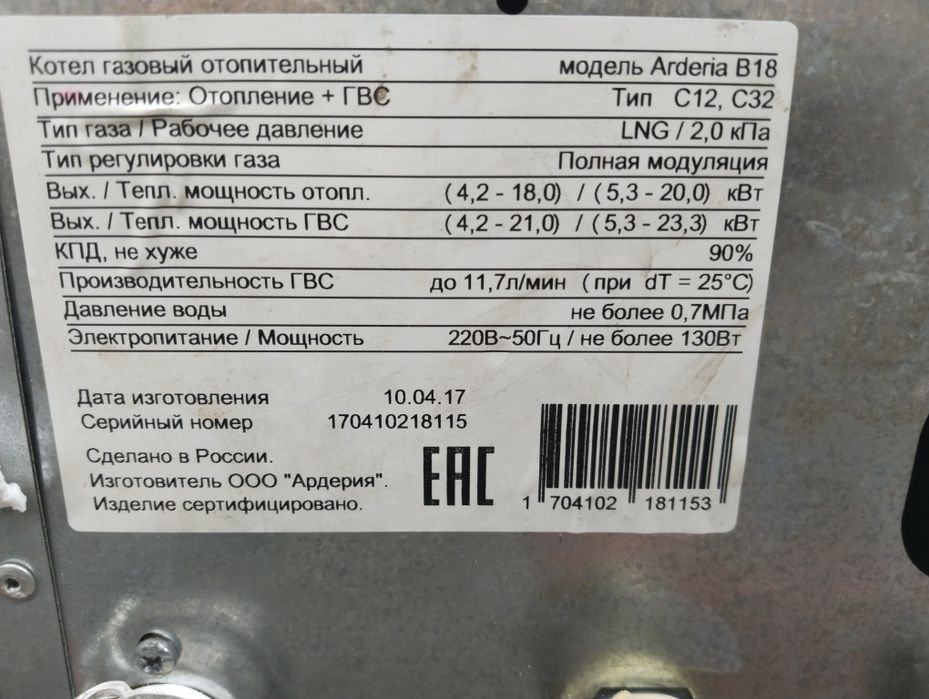 Котел газовый отопительный модель Arderia B18
Применение: Отопление + ГВС Тип С12, С32
Тип газа / Рабочее давление LNG / 2,0 кПа
Тип регулировки газа Полная модуляция
Вых. / Тепл. мощность отопл. (4,2 - 18,0) / (5,3 - 20,0) кВт
Вых. / Тепл. мощность ГВС (4,2 - 21,0) / (5,3 - 23,3) кВт
КПД, не хуже 90%
Производительность ГВС до 11,7л/мин (при dT = 25°C)
Давление воды не более 0,7МПа
Электропитание / Мощность 220В~50Гц / не более 130Вт
Дата изготовления 10.04.17
Серийный номер 170410218115
Сделано в России.
Изготовитель ООО "Ардерия".
Изделие сертифицировано.
EAC
1 704102 181153